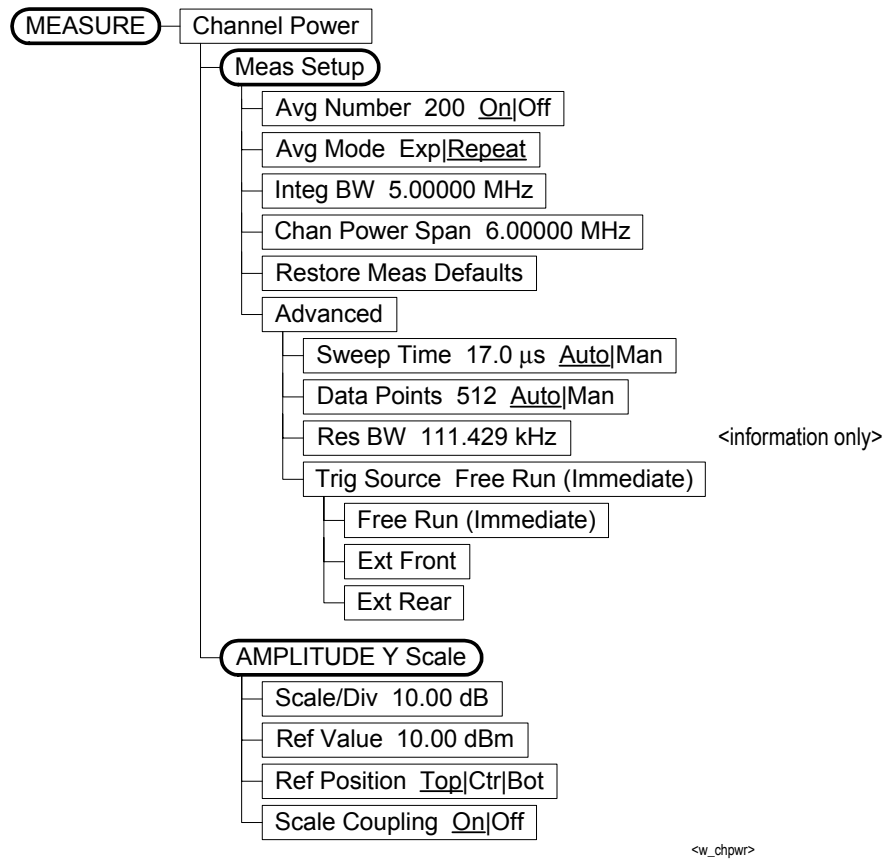 MEASURE Channel Power
Meas Setup
Avg Number 200 On|Off
Avg Mode Exp|Repeat
Integ BW 5.00000 MHz
Chan Power Span 6.00000 MHz
Restore Meas Defaults
Advanced
Sweep Time 17.0 μs Auto|Man
Data Points 512 Auto|Man
Res BW 111.429 kHz <information only>
Trig Source Free Run (Immediate)
Free Run (Immediate)
Ext Front
Ext Rear
AMPLITUDE Y Scale
Scale/Div 10.00 dB
Ref Value 10.00 dBm
Ref Position Top|Ctr|Bot
Scale Coupling On|Off
<w_chpwr>